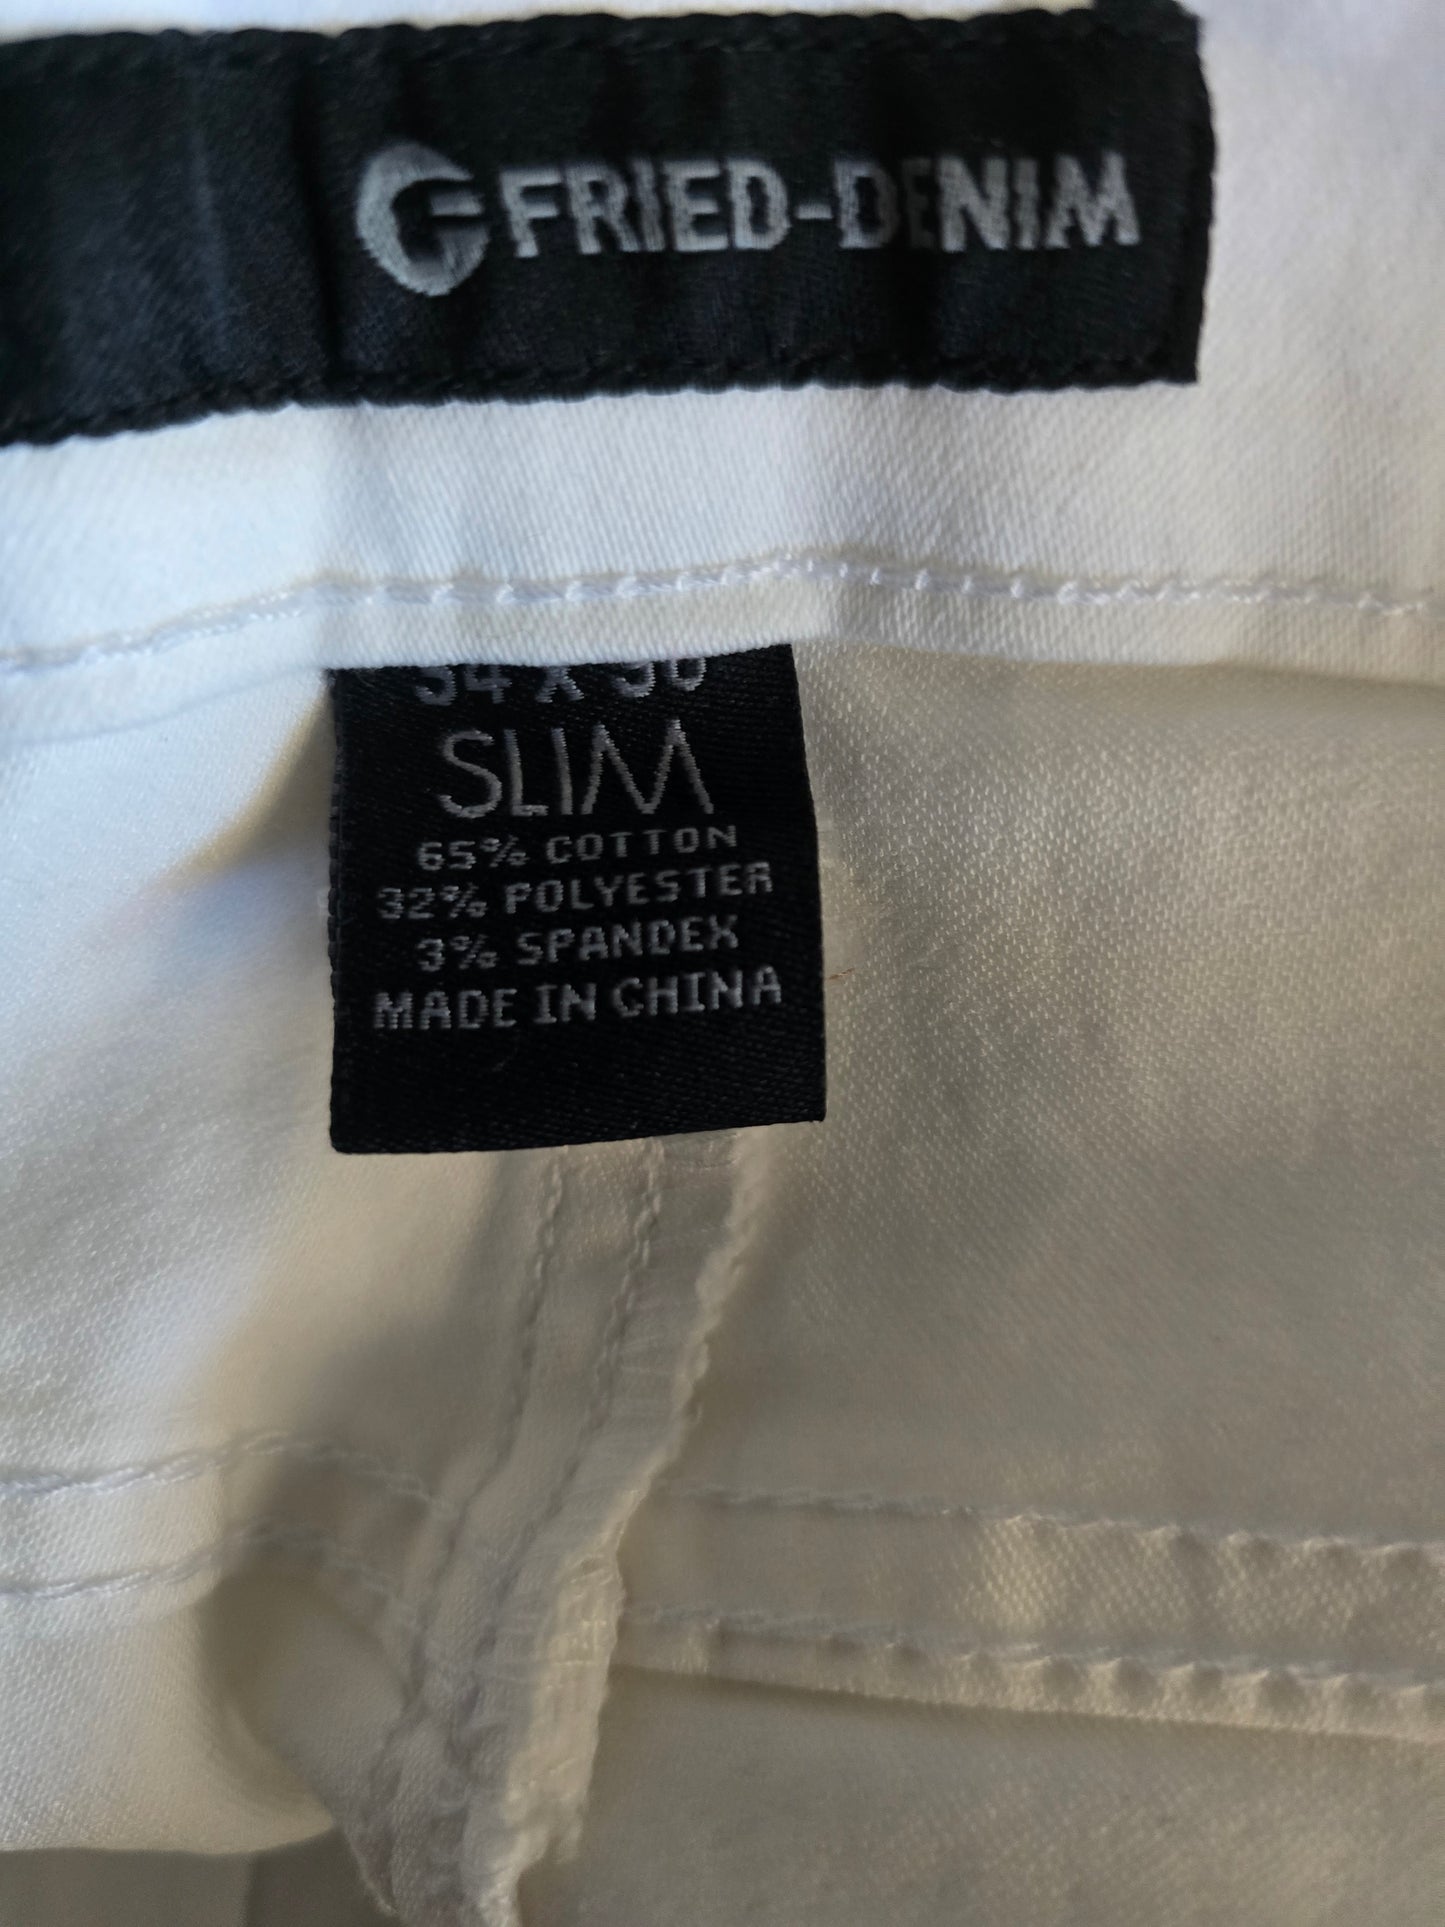 FRIED-DENIM
SLIM
65% COTTON
32% POLYESTER
3% SPANDEX
MADE IN CHINA